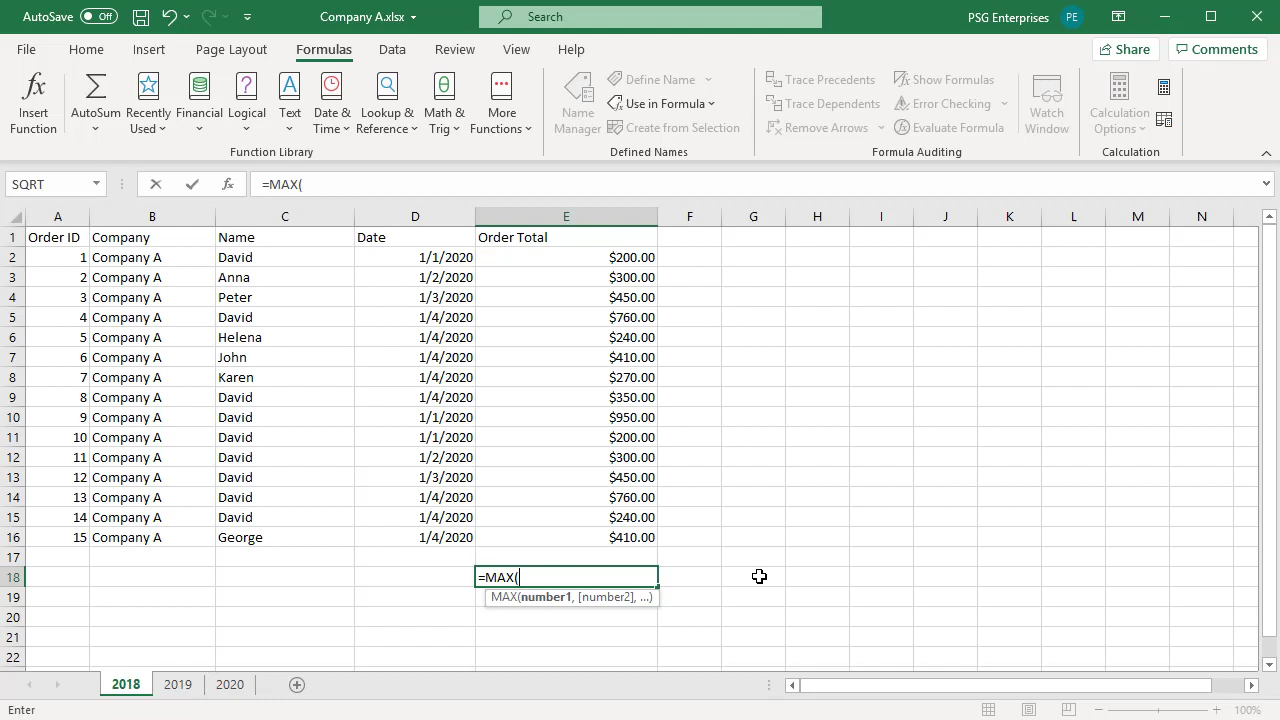 AutoSave Off Company A.xlsx Search PSG Enterprises PE
File Home Insert Page Layout Formulas Data Review View Help Share Comments
Insert Function AutoSum Recently Used Financial Logical Text Date & Time Lookup & Reference Math & Trig More Functions
Function Library
Name Manager Define Name Use in Formula Create from Selection
Defined Names
Trace Precedents Trace Dependents Remove Arrows Show Formulas Error Checking Evaluate Formula Watch Window
Formula Auditing
Calculation Options
Calculation
SQRT fx =MAX(
A B C D E F G H I J K L M N
1 Order ID Company Name Date Order Total
2 1 Company A David 1/1/2020 $200.00
3 2 Company A Anna 1/2/2020 $300.00
4 3 Company A Peter 1/3/2020 $450.00
5 4 Company A David 1/4/2020 $760.00
6 5 Company A Helena 1/4/2020 $240.00
7 6 Company A John 1/4/2020 $410.00
8 7 Company A Karen 1/4/2020 $270.00
9 8 Company A David 1/4/2020 $350.00
10 9 Company A David 1/1/2020 $950.00
11 10 Company A David 1/1/2020 $200.00
12 11 Company A David 1/2/2020 $300.00
13 12 Company A David 1/3/2020 $450.00
14 13 Company A David 1/4/2020 $760.00
15 14 Company A David 1/4/2020 $240.00
16 15 Company A George 1/4/2020 $410.00
17
18 =MAX(
19 MAX(number1, [number2], ...)
20
21
22
2018 2019 2020
Enter 100%